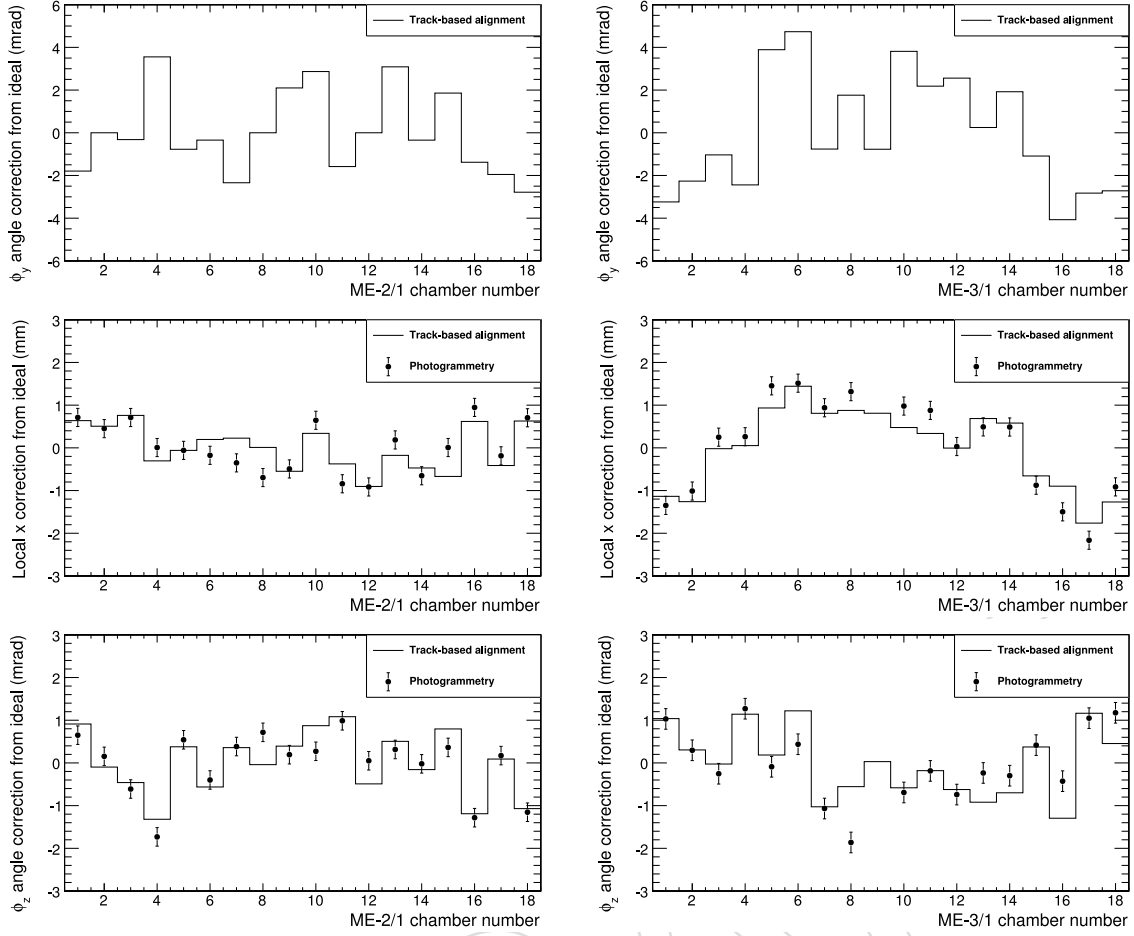 6
4
2
0
-2
-4
-6
ϕy angle correction from ideal (mrad)
Track-based alignment
2 4 6 8 10 12 14 16 18
ME-2/1 chamber number
6
4
2
0
-2
-4
-6
ϕy angle correction from ideal (mrad)
Track-based alignment
2 4 6 8 10 12 14 16 18
ME-3/1 chamber number
3
2
1
0
-1
-2
-3
Local x correction from ideal (mm)
Track-based alignment
Photogrammetry
2 4 6 8 10 12 14 16 18
ME-2/1 chamber number
3
2
1
0
-1
-2
-3
Local x correction from ideal (mm)
Track-based alignment
Photogrammetry
2 4 6 8 10 12 14 16 18
ME-3/1 chamber number
3
2
1
0
-1
-2
-3
ϕz angle correction from ideal (mrad)
Track-based alignment
Photogrammetry
2 4 6 8 10 12 14 16 18
ME-2/1 chamber number
3
2
1
0
-1
-2
-3
ϕz angle correction from ideal (mrad)
Track-based alignment
Photogrammetry
2 4 6 8 10 12 14 16 18
ME-3/1 chamber number